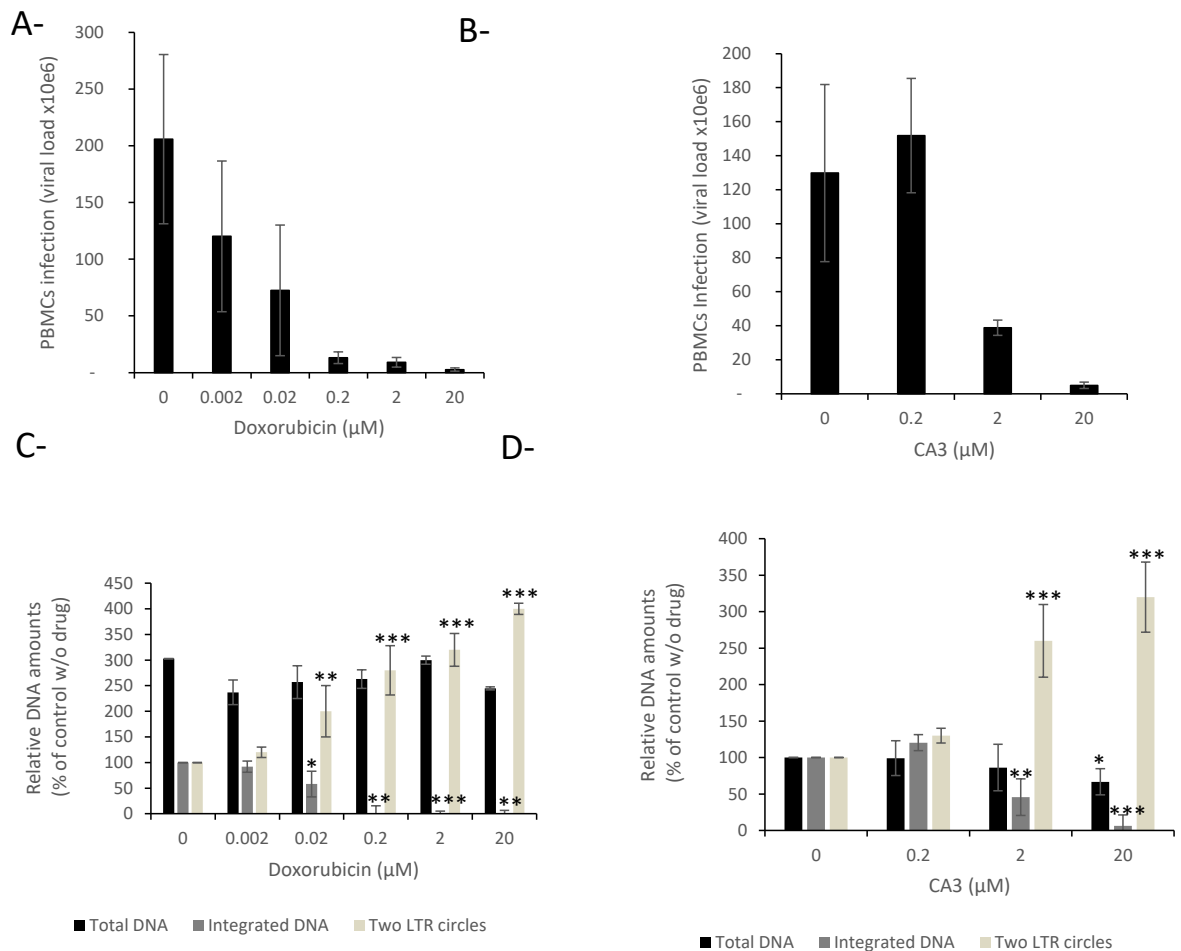 A-
PBMCs infection (viral load x10e6)
300
250
200
150
100
50
-
0 0.002 0.02 0.2 2 20
Doxorubicin (µM)
B-
PBMCs Infection (viral load x10e6)
200
180
160
140
120
100
80
60
40
20
-
0 0.2 2 20
CA3 (µM)
C-
Relative DNA amounts
(% of control w/o drug)
450
400
350
300
250
200
150
100
50
0
* ** ** *** *** *** ** ***
0 0.002 0.02 0.2 2 20
Doxorubicin (µM)
Total DNA Integrated DNA Two LTR circles
D-
Relative DNA amounts
(% of control w/o drug)
400
350
300
250
200
150
100
50
0
** *** * *** ***
0 0.2 2 20
CA3 (µM)
Total DNA Integrated DNA Two LTR circles